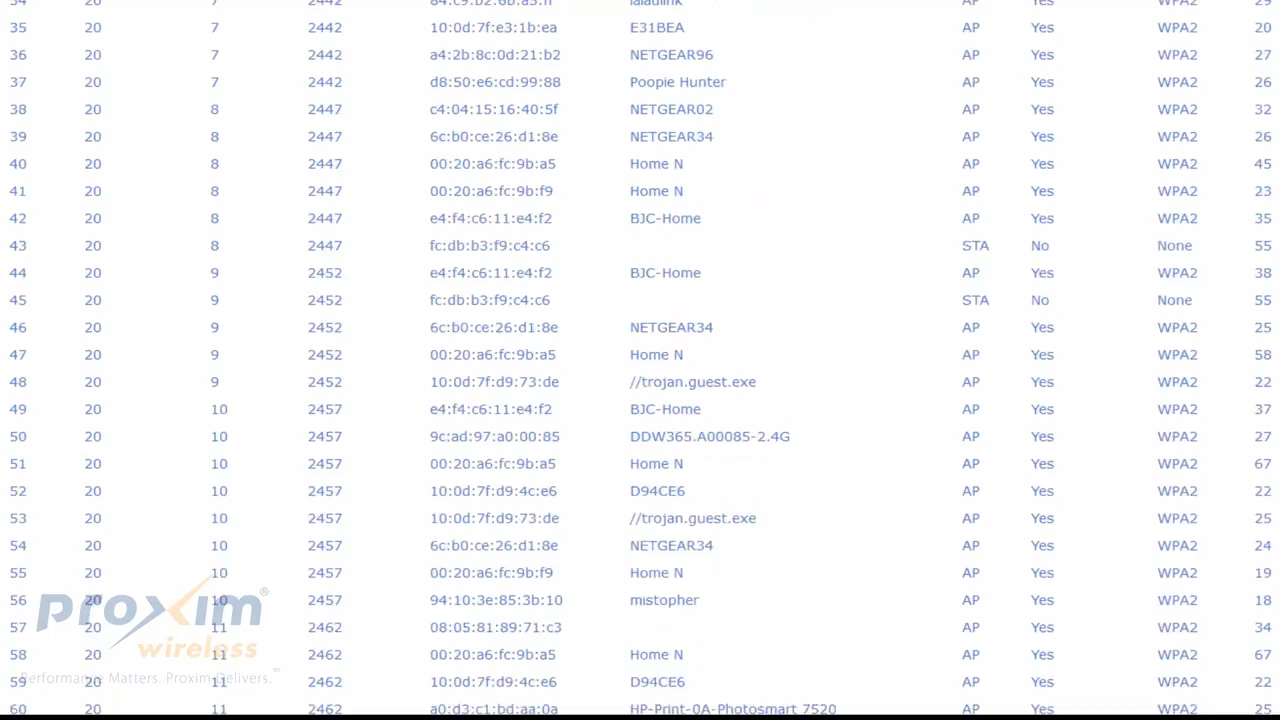 34 20 7 2442 84:c9:b2:6b:a5:ff laladlink AP Yes WPA2 29
35 20 7 2442 10:0d:7f:e3:1b:ea E31BEA AP Yes WPA2 20
36 20 7 2442 a4:2b:8c:0d:21:b2 NETGEAR96 AP Yes WPA2 27
37 20 7 2442 d8:50:e6:cd:99:88 Poopie Hunter AP Yes WPA2 26
38 20 8 2447 c4:04:15:16:40:5f NETGEAR02 AP Yes WPA2 32
39 20 8 2447 6c:b0:ce:26:d1:8e NETGEAR34 AP Yes WPA2 26
40 20 8 2447 00:20:a6:fc:9b:a5 Home N AP Yes WPA2 45
41 20 8 2447 00:20:a6:fc:9b:f9 Home N AP Yes WPA2 23
42 20 8 2447 e4:f4:c6:11:e4:f2 BJC-Home AP Yes WPA2 35
43 20 8 2447 fc:db:b3:f9:c4:c6 STA No None 55
44 20 9 2452 e4:f4:c6:11:e4:f2 BJC-Home AP Yes WPA2 38
45 20 9 2452 fc:db:b3:f9:c4:c6 STA No None 55
46 20 9 2452 6c:b0:ce:26:d1:8e NETGEAR34 AP Yes WPA2 25
47 20 9 2452 00:20:a6:fc:9b:a5 Home N AP Yes WPA2 58
48 20 9 2452 10:0d:7f:d9:73:de //trojan.guest.exe AP Yes WPA2 22
49 20 10 2457 e4:f4:c6:11:e4:f2 BJC-Home AP Yes WPA2 37
50 20 10 2457 9c:ad:97:a0:00:85 DDW365.A00085-2.4G AP Yes WPA2 27
51 20 10 2457 00:20:a6:fc:9b:a5 Home N AP Yes WPA2 67
52 20 10 2457 10:0d:7f:d9:4c:e6 D94CE6 AP Yes WPA2 22
53 20 10 2457 10:0d:7f:d9:73:de //trojan.guest.exe AP Yes WPA2 25
54 20 10 2457 6c:b0:ce:26:d1:8e NETGEAR34 AP Yes WPA2 24
55 20 10 2457 00:20:a6:fc:9b:f9 Home N AP Yes WPA2 19
56 20 10 2457 94:10:3e:85:3b:10 mistopher AP Yes WPA2 18
57 20 11 2462 08:05:81:89:71:c3 AP Yes WPA2 34
58 20 11 2462 00:20:a6:fc:9b:a5 Home N AP Yes WPA2 67
59 20 11 2462 10:0d:7f:d9:4c:e6 D94CE6 AP Yes WPA2 22
60 20 11 2462 a0:d3:c1:bd:aa:0a HP-Print-0A-Photosmart 7520 AP Yes WPA2 25
proxim®
wireless
Performance Matters. Proxim Delivers.™